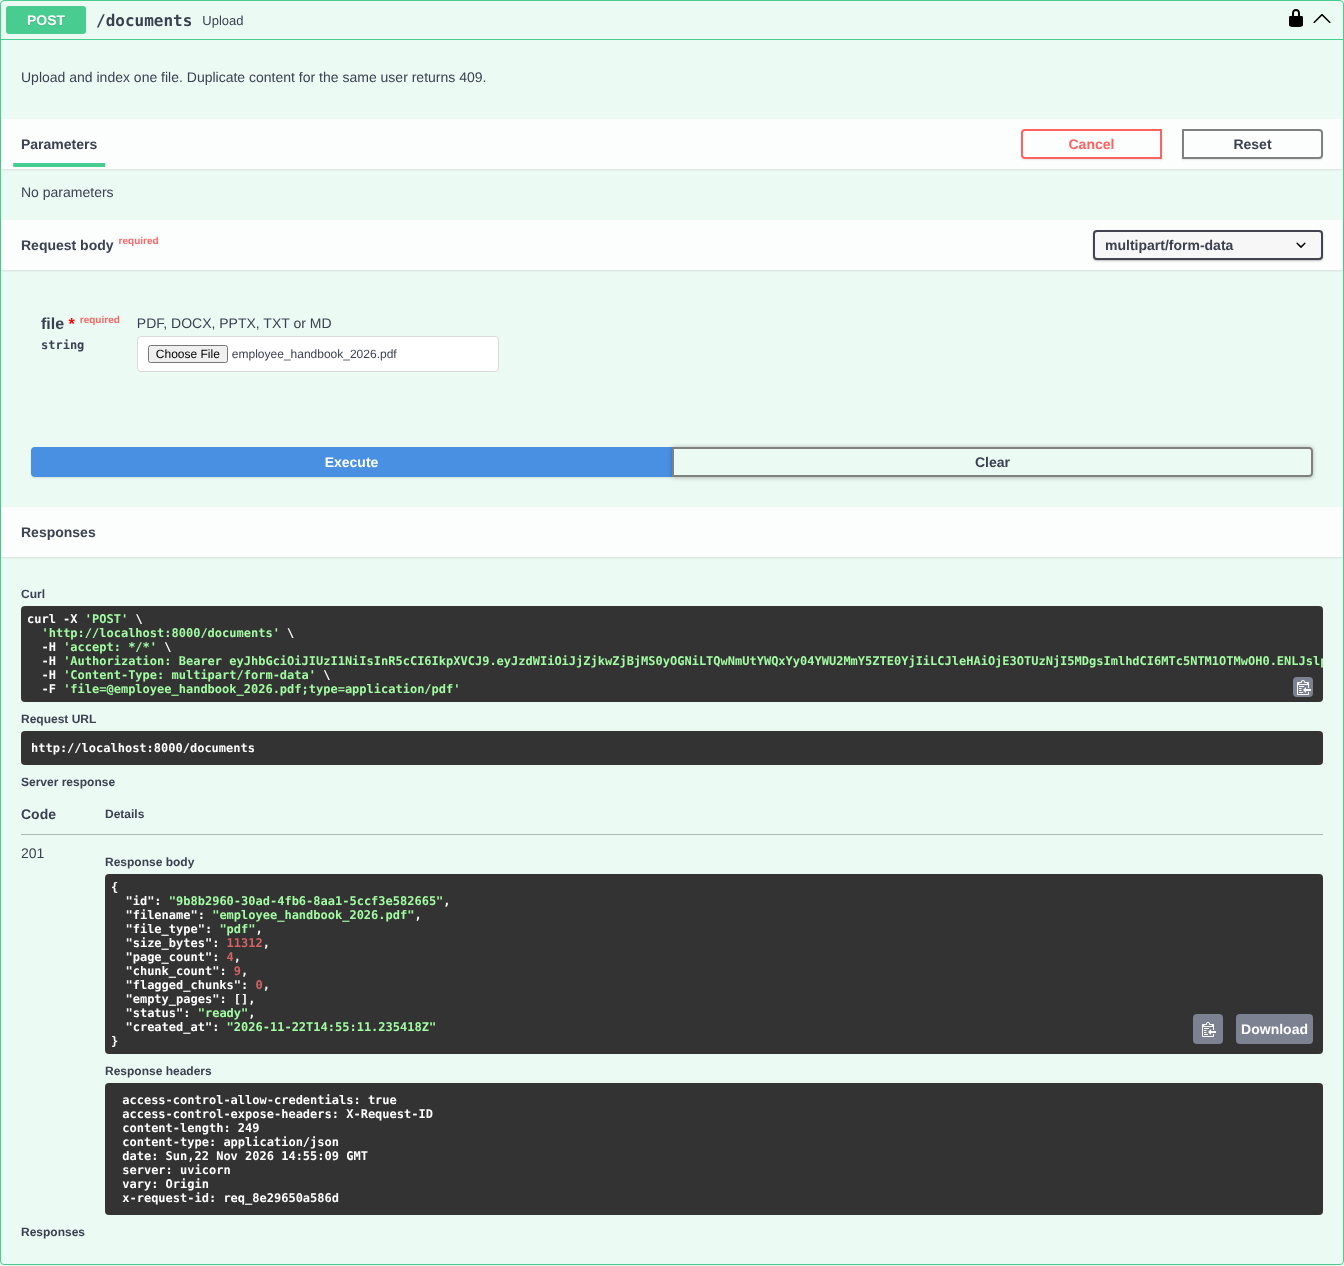 POST /documents Upload
Upload and index one file. Duplicate content for the same user returns 409.
Parameters
Cancel
Reset
No parameters
Request body required
multipart/form-data
file * required
string
PDF, DOCX, PPTX, TXT or MD
Choose File employee_handbook_2026.pdf
Execute
Clear
Responses
Curl
curl -X 'POST' \
  'http://localhost:8000/documents' \
  -H 'accept: */*' \
  -H 'Authorization: Bearer eyJhbGciOiJIUzI1NiIsInR5cCI6IkpXVCJ9.eyJzdWIiOiJjZjkwZjBjMS0yOGNiLTQwNmUtYWQxYy04YWU2MmY5ZTE0YjIiLCJleHAiOjE3OTUzNjI5MDgsImlhdCI6MTc5NTM1OTMwOH0.ENLJslp
  -H 'Content-Type: multipart/form-data' \
  -F 'file=@employee_handbook_2026.pdf;type=application/pdf'
Request URL
http://localhost:8000/documents
Server response
Code Details
201
Response body
{
  "id": "9b8b2960-30ad-4fb6-8aa1-5ccf3e582665",
  "filename": "employee_handbook_2026.pdf",
  "file_type": "pdf",
  "size_bytes": 11312,
  "page_count": 4,
  "chunk_count": 9,
  "flagged_chunks": 0,
  "empty_pages": [],
  "status": "ready",
  "created_at": "2026-11-22T14:55:11.235418Z"
}
Download
Response headers
access-control-allow-credentials: true
access-control-expose-headers: X-Request-ID
content-length: 249
content-type: application/json
date: Sun,22 Nov 2026 14:55:09 GMT
server: uvicorn
vary: Origin
x-request-id: req_8e29650a586d
Responses